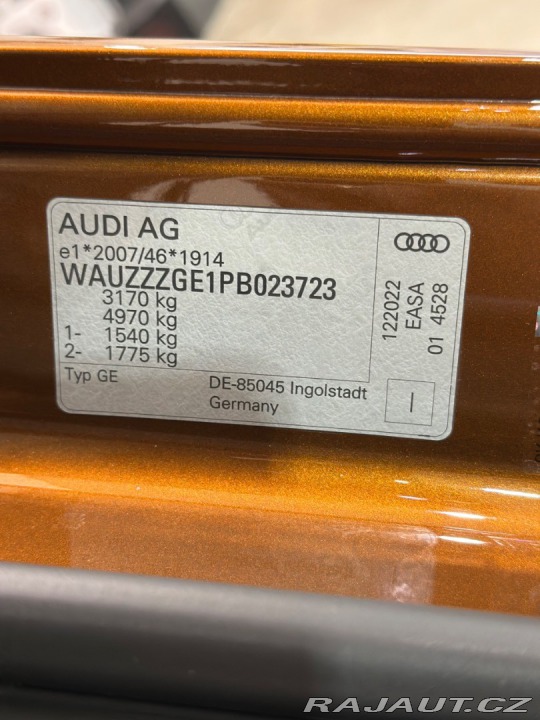 AUDI AG
e1*2007/46*1914
WAUZZZGE1PB023723
3170 kg
4970 kg
1- 1540 kg
2- 1775 kg
Typ GE
DE-85045 Ingolstadt
Germany
122022
EASA
01 4528
I
RAJAUT.CZ